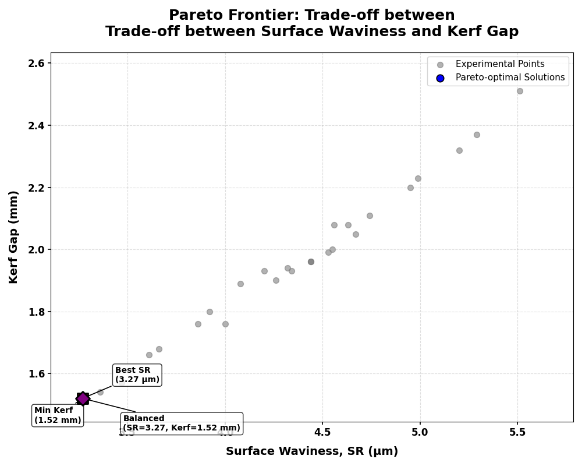 Pareto Frontier: Trade-off between
Trade-off between Surface Waviness and Kerf Gap
Experimental Points
Pareto-optimal Solutions
Kerf Gap (mm)
2.6
2.4
2.2
2.0
1.8
1.6
Best SR
(3.27 µm)
Min Kerf
(1.52 mm)
Balanced
(SR=3.27, Kerf=1.52 mm)
4.5
5.0
5.5
Surface Waviness, SR (µm)